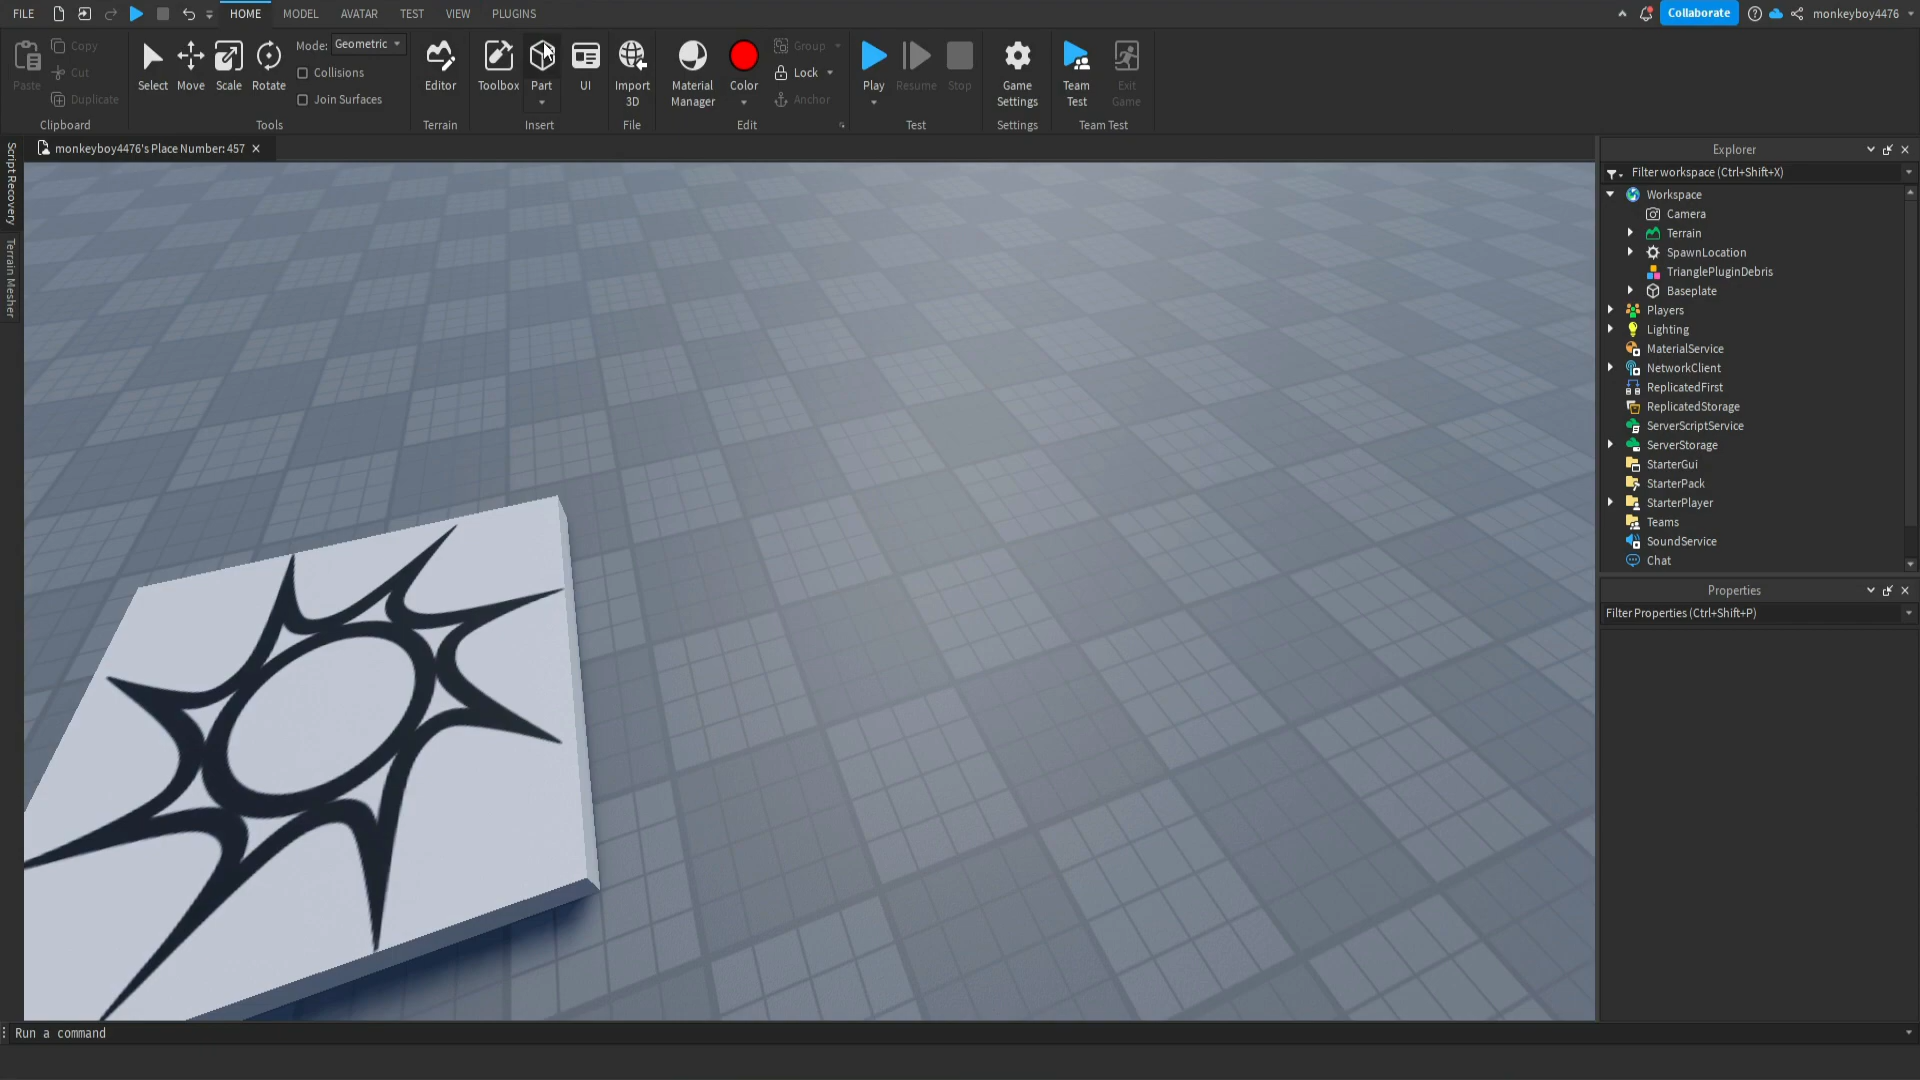 FILE HOME MODEL AVATAR TEST VIEW PLUGINS Collaborate monkeyboy4476
Paste Copy Cut Duplicate
Clipboard
Select Move Scale Rotate
Mode: Geometric
Collisions
Join Surfaces
Tools
Editor
Terrain
Toolbox Part UI
Insert
Import
3D
File
Material
Manager
Color
Group
Lock
Anchor
Edit
Play Resume Stop
Test
Game
Settings
Settings
Team
Test
Exit
Game
Team Test
Script Recovery
Terrain Mesher
monkeyboy4476's Place Number: 457
Explorer
Filter workspace (Ctrl+Shift+X)
Workspace
Camera
Terrain
SpawnLocation
TrianglePluginDebris
Baseplate
Players
Lighting
MaterialService
NetworkClient
ReplicatedFirst
ReplicatedStorage
ServerScriptService
ServerStorage
StarterGui
StarterPack
StarterPlayer
Teams
SoundService
Chat
Properties
Filter Properties (Ctrl+Shift+P)
Run a command